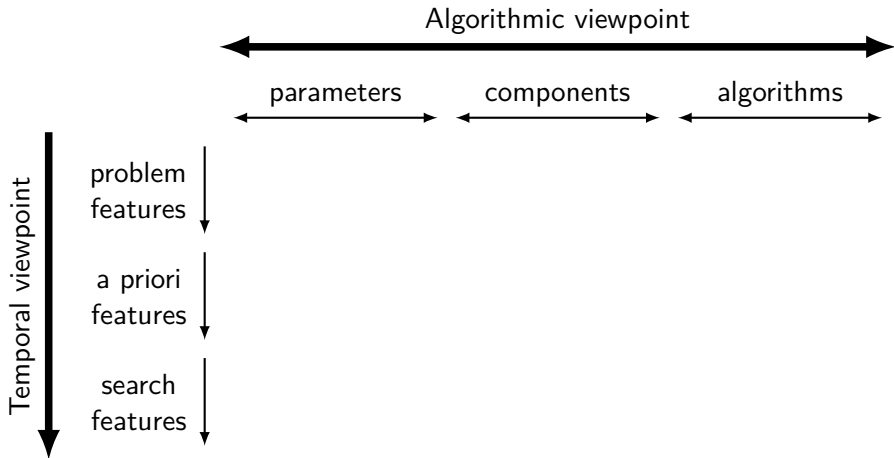 Algorithmic viewpoint
parameters components algorithms
Temporal viewpoint
problem
features
a priori
features
search
features